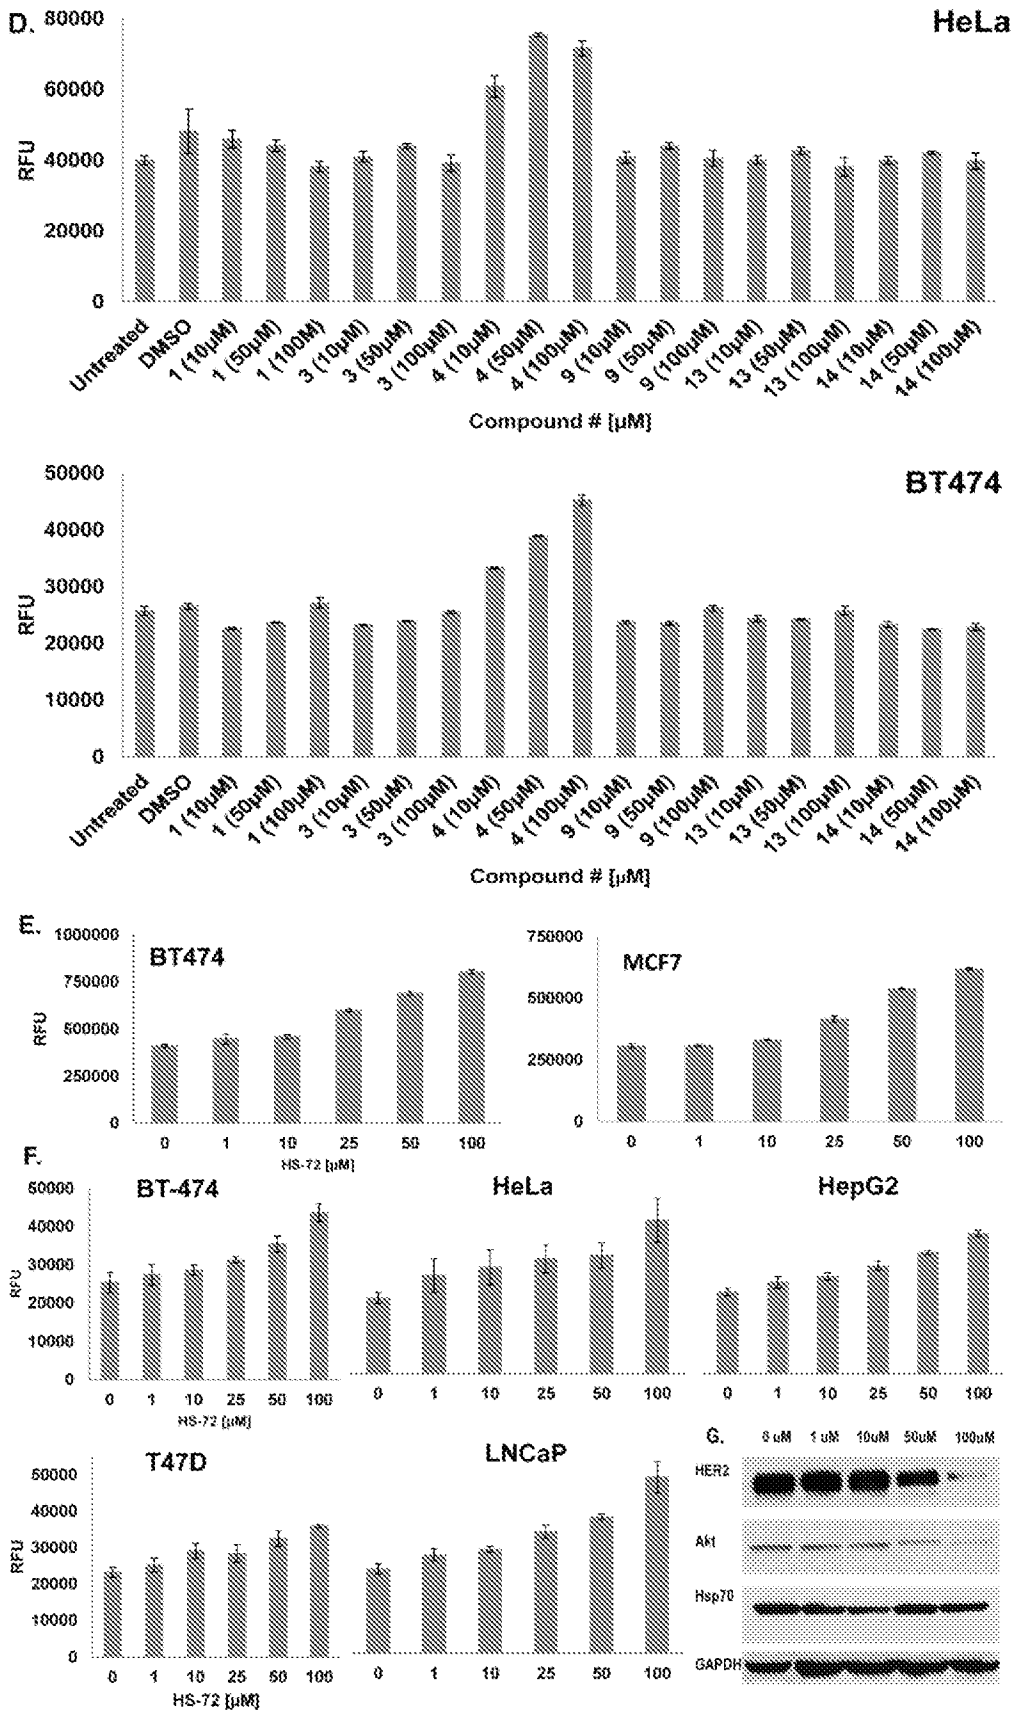 D.
HeLa
80000
60000
40000
20000
0
RFU
Untreated
DMSO
1 (10µM)
1 (50µM)
1 (100M)
3 (10µM)
3 (50µM)
3 (100µM)
4 (10µM)
4 (50µM)
4 (100µM)
9 (10µM)
9 (50µM)
9 (100µM)
13 (10µM)
13 (50µM)
13 (100µM)
14 (10µM)
14 (50µM)
14 (100µM)
Compound # [µM]
BT474
50000
40000
30000
20000
10000
0
RFU
Untreated
DMSO
1 (10µM)
1 (50µM)
1 (100µM)
3 (10µM)
3 (50µM)
3 (100µM)
4 (10µM)
4 (50µM)
4 (100µM)
9 (10µM)
9 (50µM)
9 (100µM)
13 (10µM)
13 (50µM)
13 (100µM)
14 (10µM)
14 (50µM)
14 (100µM)
Compound # [µM]
E.
BT474
1000000
750000
500000
250000
0
RFU
0 1 10 25 50 100
HS-72 [µM]
MCF7
750000
500000
250000
0
0 1 10 25 50 100
F.
BT-474
50000
40000
30000
20000
10000
0
RFU
0 1 10 25 50 100
HS-72 [µM]
HeLa
0 1 10 25 50 100
HepG2
0 1 10 25 50 100
T47D
50000
40000
30000
20000
10000
0
RFU
0 1 10 25 50 100
HS-72 [µM]
LNCaP
0 1 10 25 50 100
G.
0 uM 1 uM 10uM 50uM 100uM
HER2
Akt
Hsp70
GAPDH